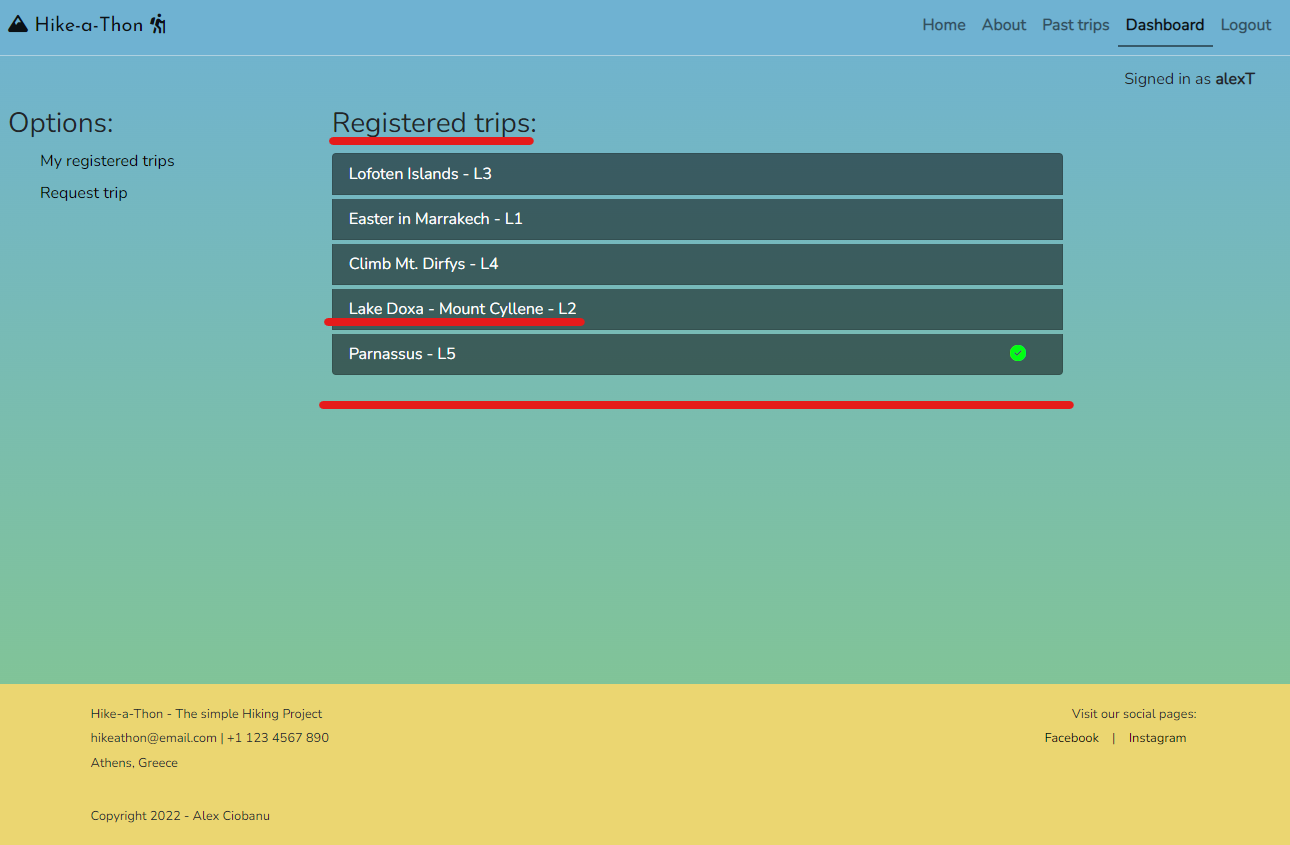 Hike-a-Thon
Home About Past trips Dashboard Logout
Signed in as alexT
Options:
My registered trips
Request trip
Registered trips:
Lofoten Islands - L3
Easter in Marrakech - L1
Climb Mt. Dirfys - L4
Lake Doxa - Mount Cyllene - L2
Parnassus - L5
Hike-a-Thon - The simple Hiking Project
hikeathon@email.com | +1 123 4567 890
Athens, Greece
Copyright 2022 - Alex Ciobanu
Visit our social pages:
Facebook | Instagram